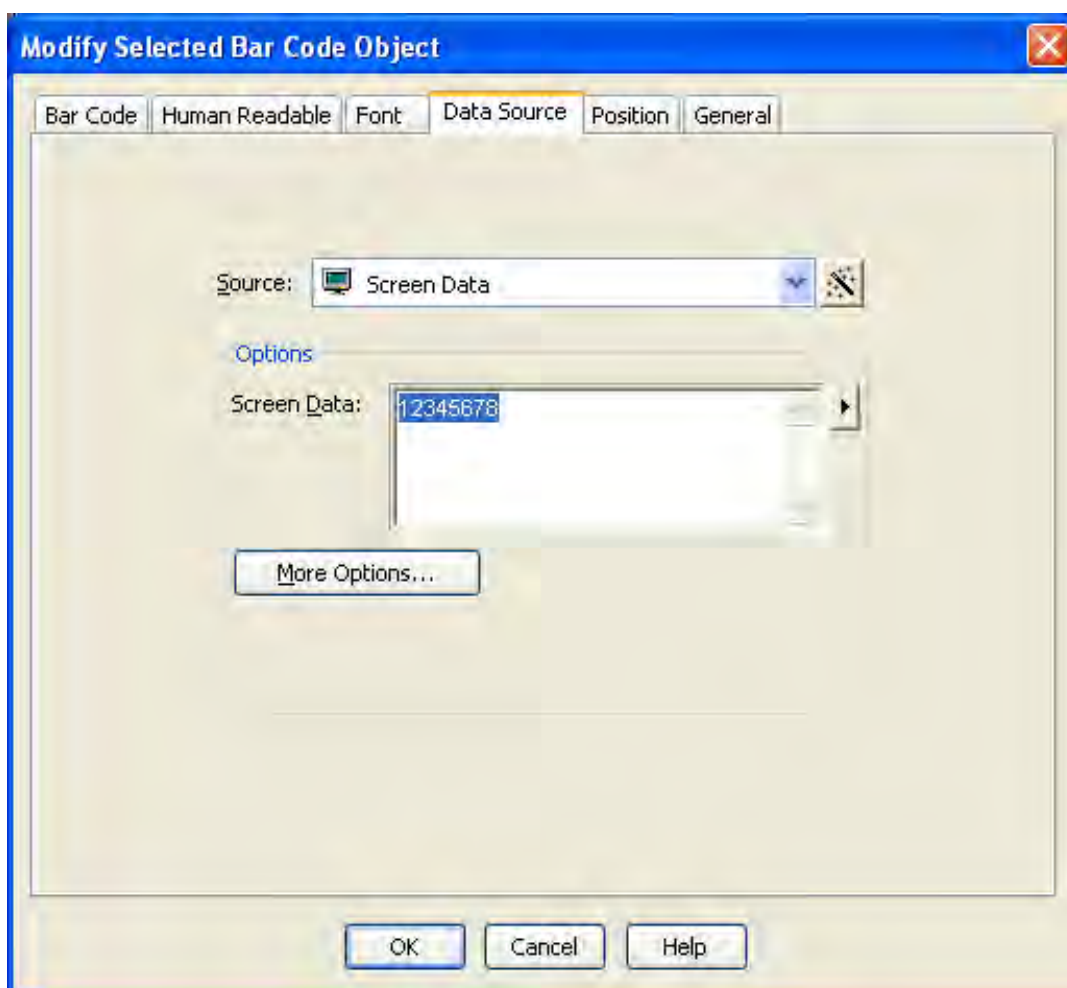 Modify Selected Bar Code Object
Bar Code Human Readable Font Data Source Position General
Source: Screen Data
Options
Screen Data: 12345678
More Options...
OK Cancel Help